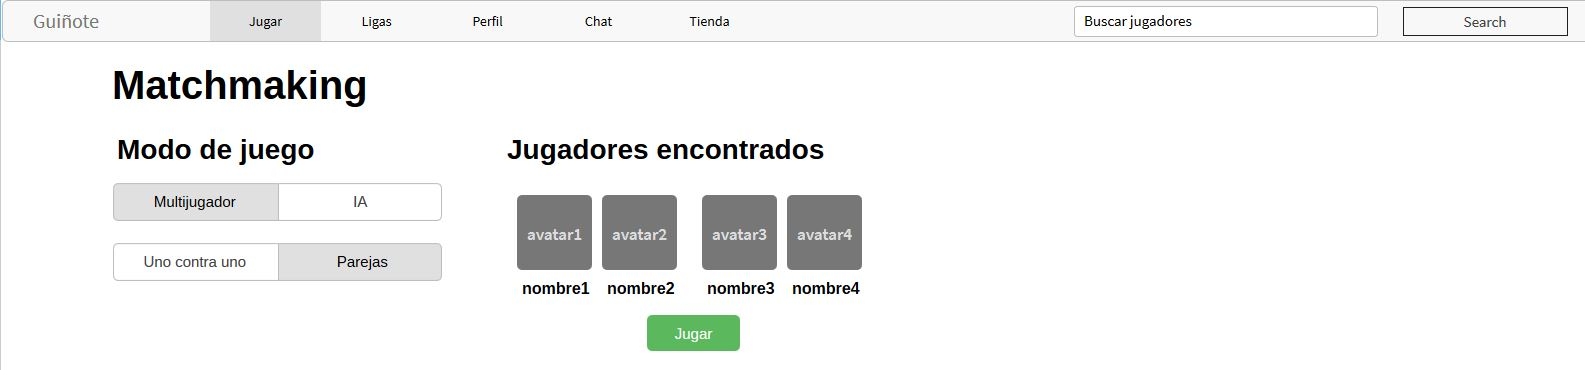 Guiñote Jugar Ligas Perfil Chat Tienda Buscar jugadores Search
Matchmaking
Modo de juego
Multijugador IA
Uno contra uno Parejas
Jugadores encontrados
avatar1 avatar2 avatar3 avatar4
nombre1 nombre2 nombre3 nombre4
Jugar